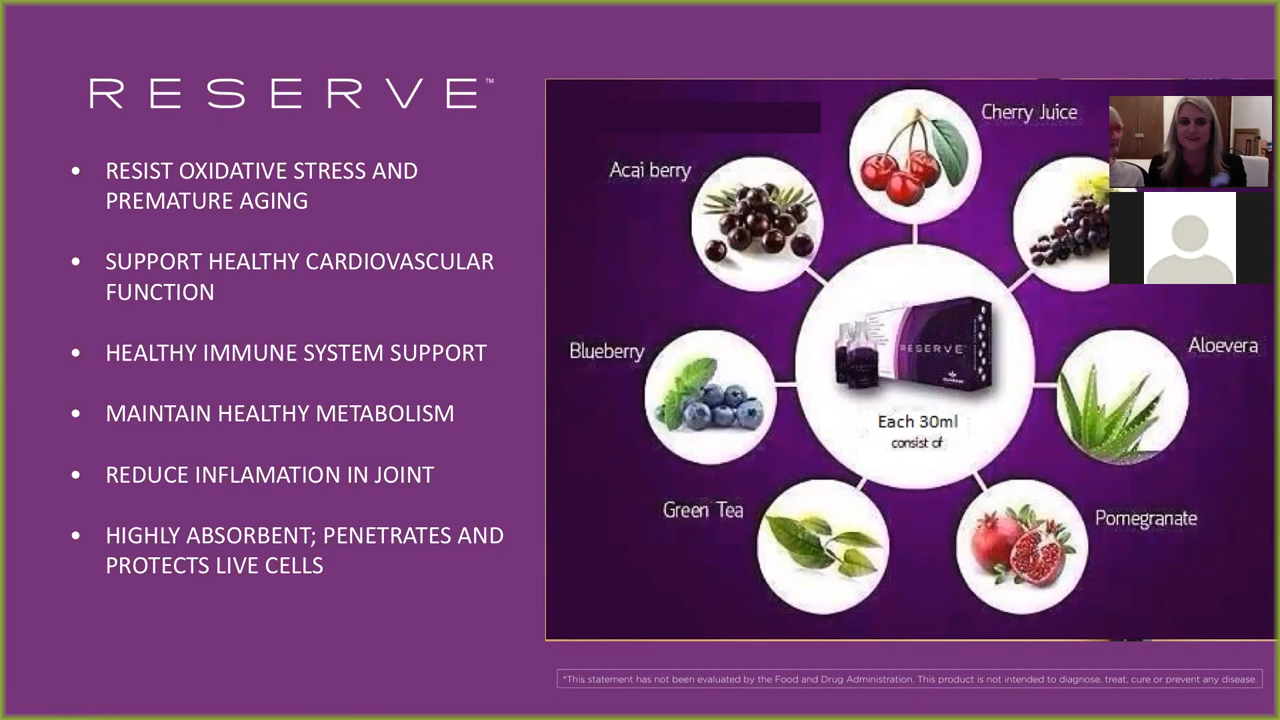 RESERVE™
• RESIST OXIDATIVE STRESS AND
PREMATURE AGING
• SUPPORT HEALTHY CARDIOVASCULAR
FUNCTION
• HEALTHY IMMUNE SYSTEM SUPPORT
• MAINTAIN HEALTHY METABOLISM
• REDUCE INFLAMATION IN JOINT
• HIGHLY ABSORBENT; PENETRATES AND
PROTECTS LIVE CELLS
Cherry Juice
Acai berry
Blueberry
Aloevera
RESERVE
Each 30ml
consist of
Green Tea
Pomegranate
*This statement has not been evaluated by the Food and Drug Administration. This product is not intended to diagnose, treat, cure or prevent any disease.